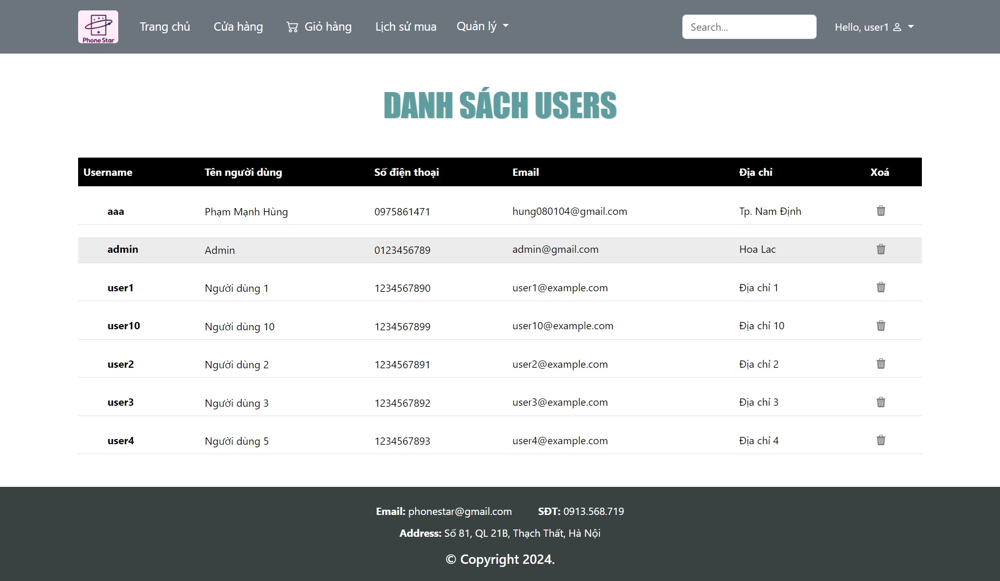 Phone Star
Trang chủ Cửa hàng Giỏ hàng Lịch sử mua Quản lý Search... Hello, user1
DANH SÁCH USERS
Username Tên người dùng Số điện thoại Email Địa chỉ Xoá
aaa Phạm Mạnh Hùng 0975861471 hung080104@gmail.com Tp. Nam Định
admin Admin 0123456789 admin@gmail.com Hoa Lac
user1 Người dùng 1 1234567890 user1@example.com Địa chỉ 1
user10 Người dùng 10 1234567899 user10@example.com Địa chỉ 10
user2 Người dùng 2 1234567891 user2@example.com Địa chỉ 2
user3 Người dùng 3 1234567892 user3@example.com Địa chỉ 3
user4 Người dùng 5 1234567893 user4@example.com Địa chỉ 4
Email: phonestar@gmail.com SĐT: 0913.568.719
Address: Số 81, QL 21B, Thạch Thất, Hà Nội
© Copyright 2024.